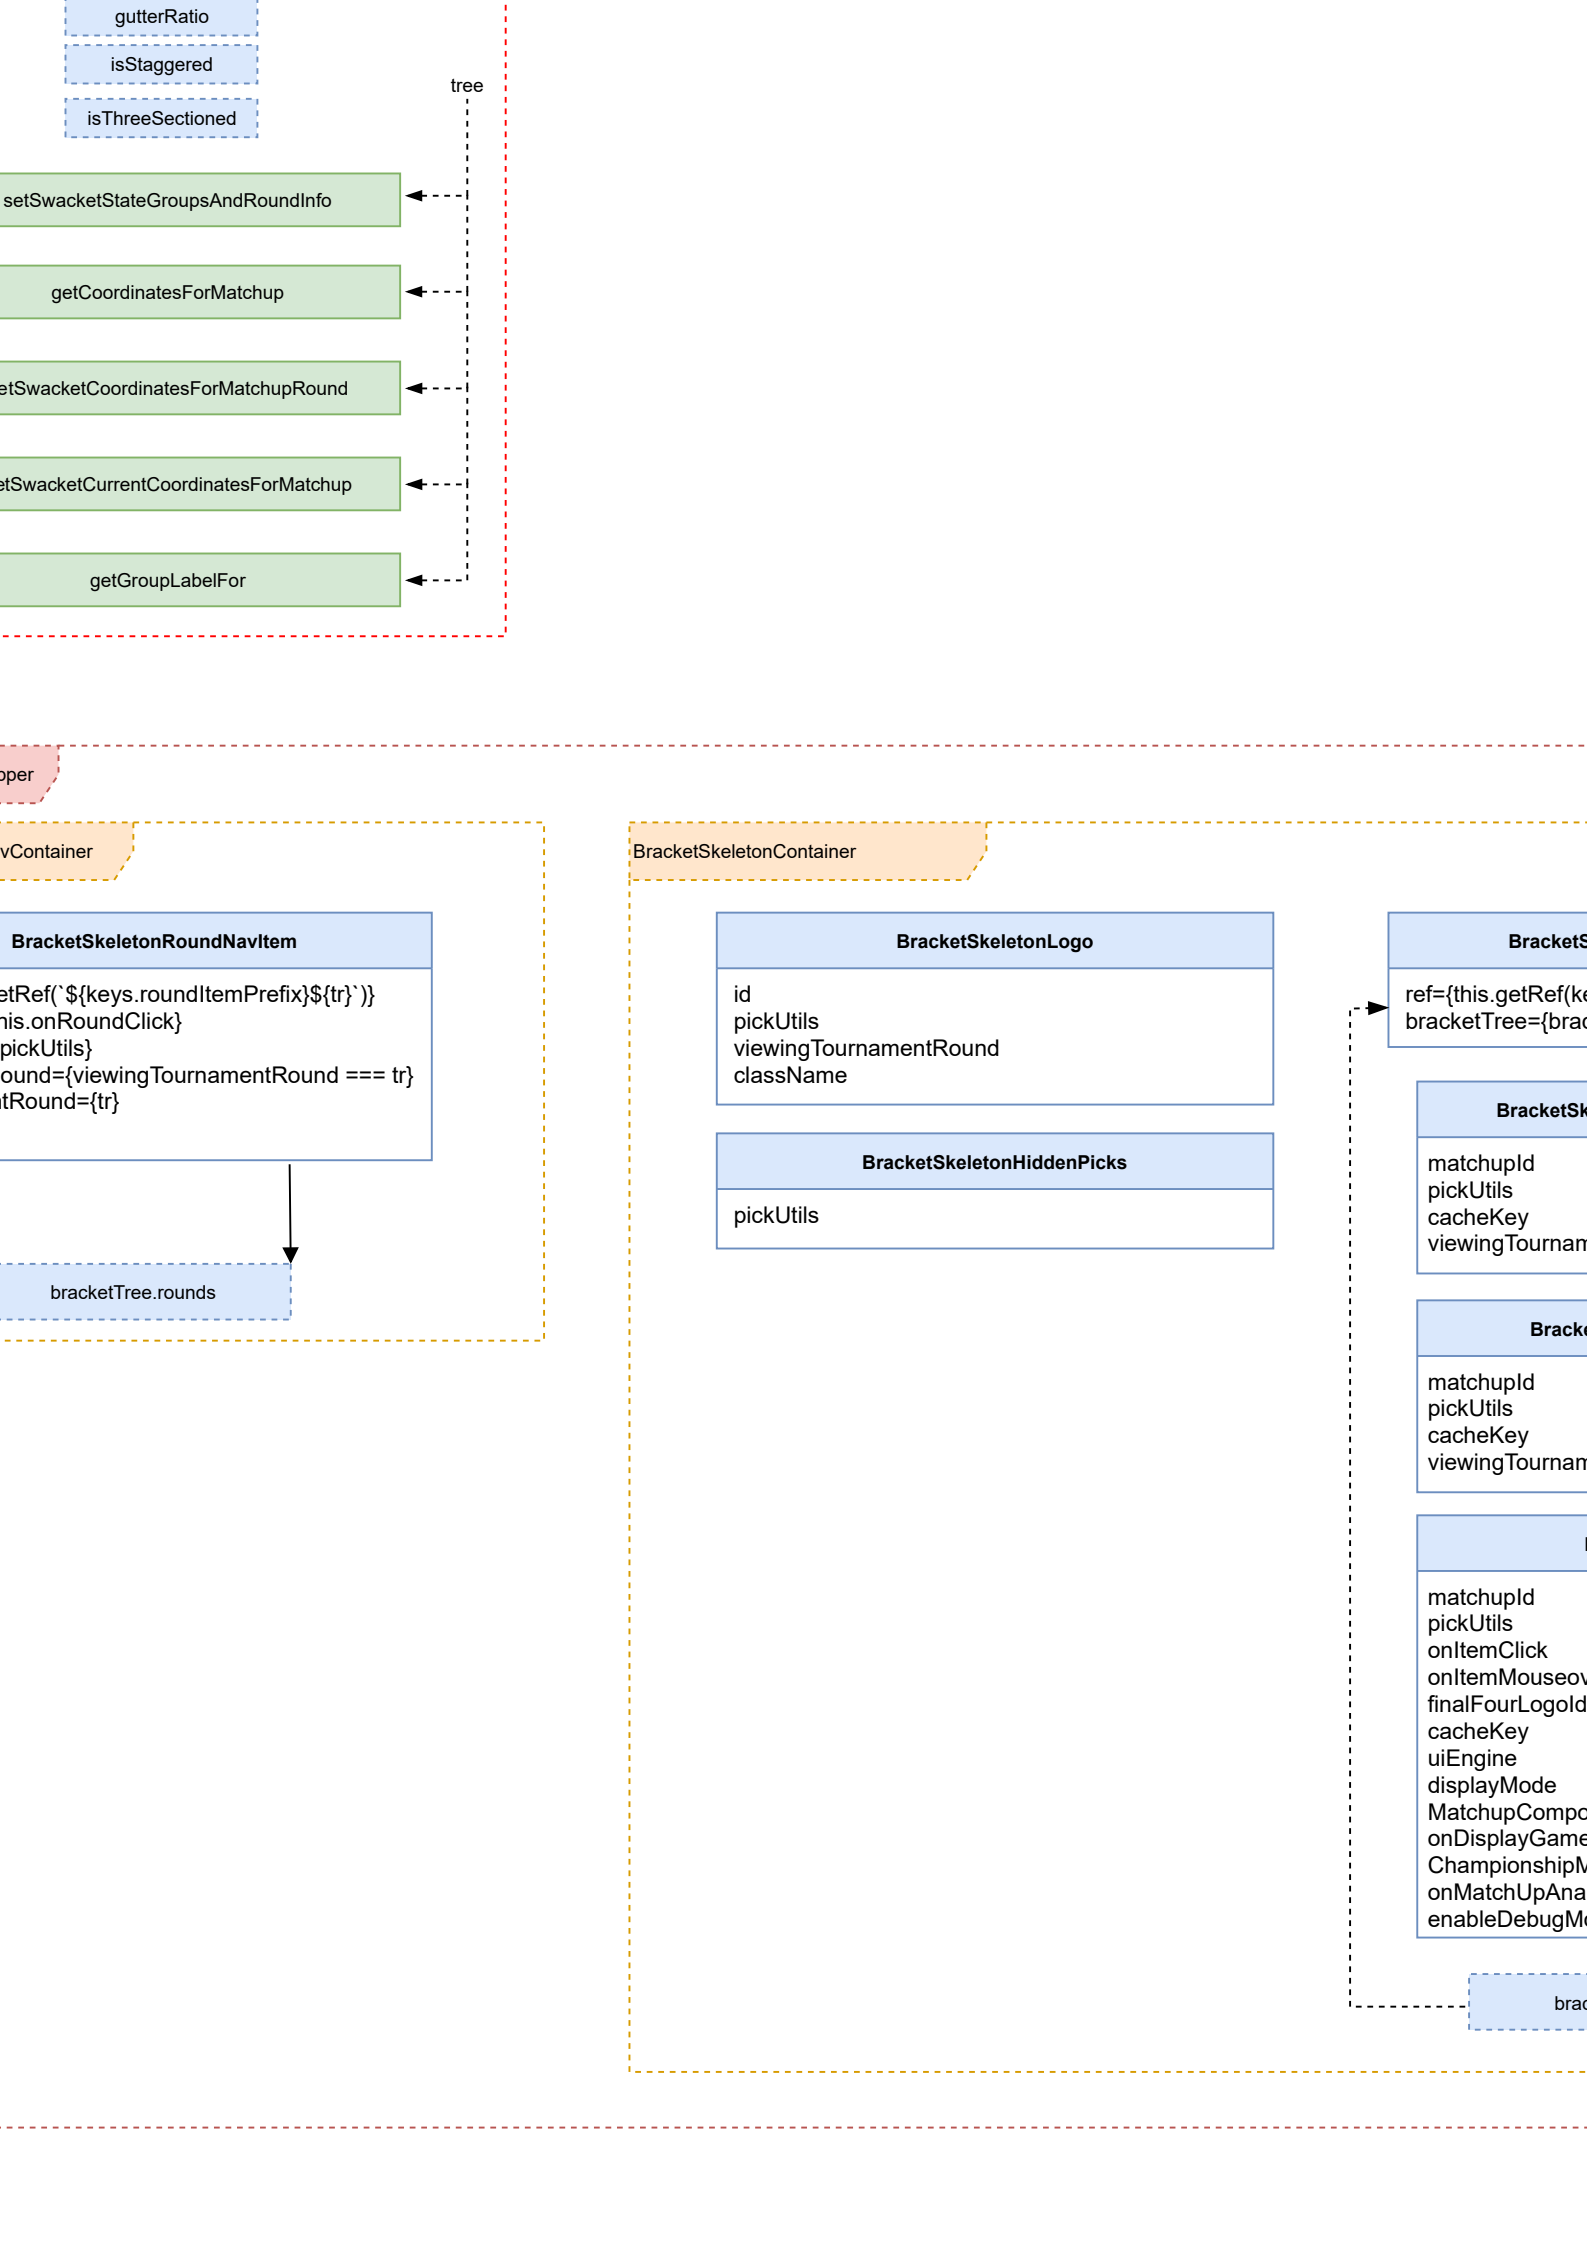 gutterRatio
isStaggered
isThreeSectioned
tree
setSwacketStateGroupsAndRoundInfo
getCoordinatesForMatchup
etSwacketCoordinatesForMatchupRound
etSwacketCurrentCoordinatesForMatchup
getGroupLabelFor
pper
vContainer
BracketSkeletonRoundNavItem
etRef(`${keys.roundItemPrefix}${tr}`)}
his.onRoundClick}
pickUtils}
ound={viewingTournamentRound === tr}
ntRound={tr}
bracketTree.rounds
BracketSkeletonContainer
BracketSkeletonLogo
id
pickUtils
viewingTournamentRound
className
BracketSkeletonHiddenPicks
pickUtils
BracketS
ref={this.getRef(ke
bracketTree={brac
BracketSk
matchupId
pickUtils
cacheKey
viewingTournam
Bracke
matchupId
pickUtils
cacheKey
viewingTournam
matchupId
pickUtils
onItemClick
onItemMouseov
finalFourLogoId
cacheKey
uiEngine
displayMode
MatchupCompo
onDisplayGame
ChampionshipM
onMatchUpAna
enableDebugMo
brac